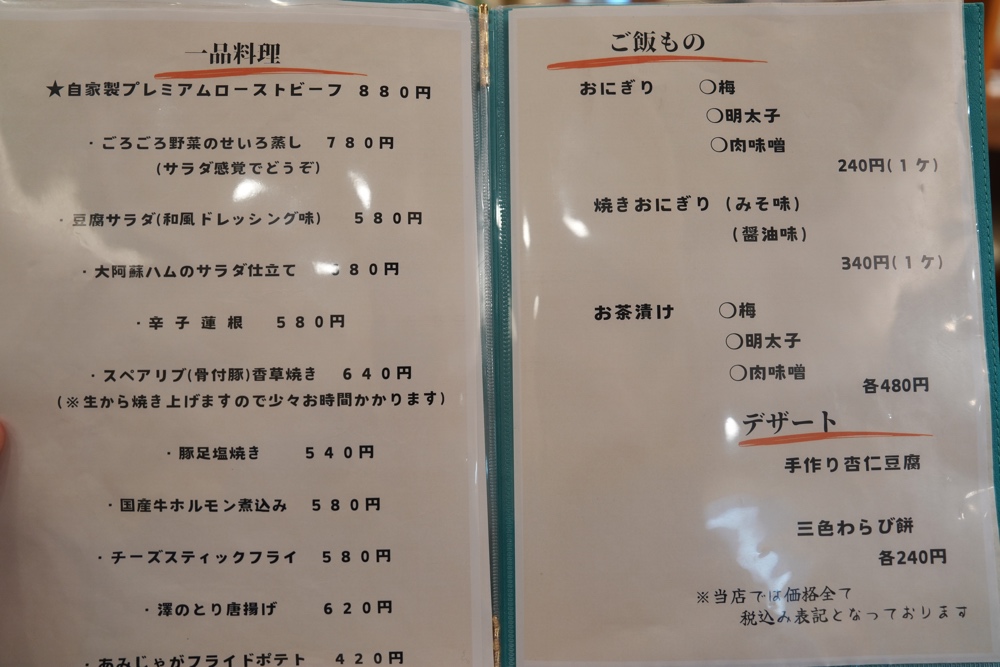 一品料理
★自家製プレミアムローストビーフ 880円
・ごろごろ野菜のせいろ蒸し 780円
(サラダ感覚でどうぞ)
・豆腐サラダ(和風ドレッシング味) 580円
・大阿蘇ハムのサラダ仕立て 80円
・辛子蓮根 580円
・スペアリブ(骨付豚)香草焼き 640円
(※生から焼き上げますので少々お時間かかります)
・豚足塩焼き 540円
・国産牛ホルモン煮込み 580円
・チーズスティックフライ 580円
・澤のとり唐揚げ 620円
・あみじゃがフライドポテト 420円
ご飯もの
おにぎり ○梅
○明太子
○肉味噌
240円(1ケ)
焼きおにぎり (みそ味)
(醤油味)
340円(1ケ)
お茶漬け ○梅
○明太子
○肉味噌
各480円
デザート
手作り杏仁豆腐
三色わらび餅
各240円
※当店では価格全て
税込み表記となっております